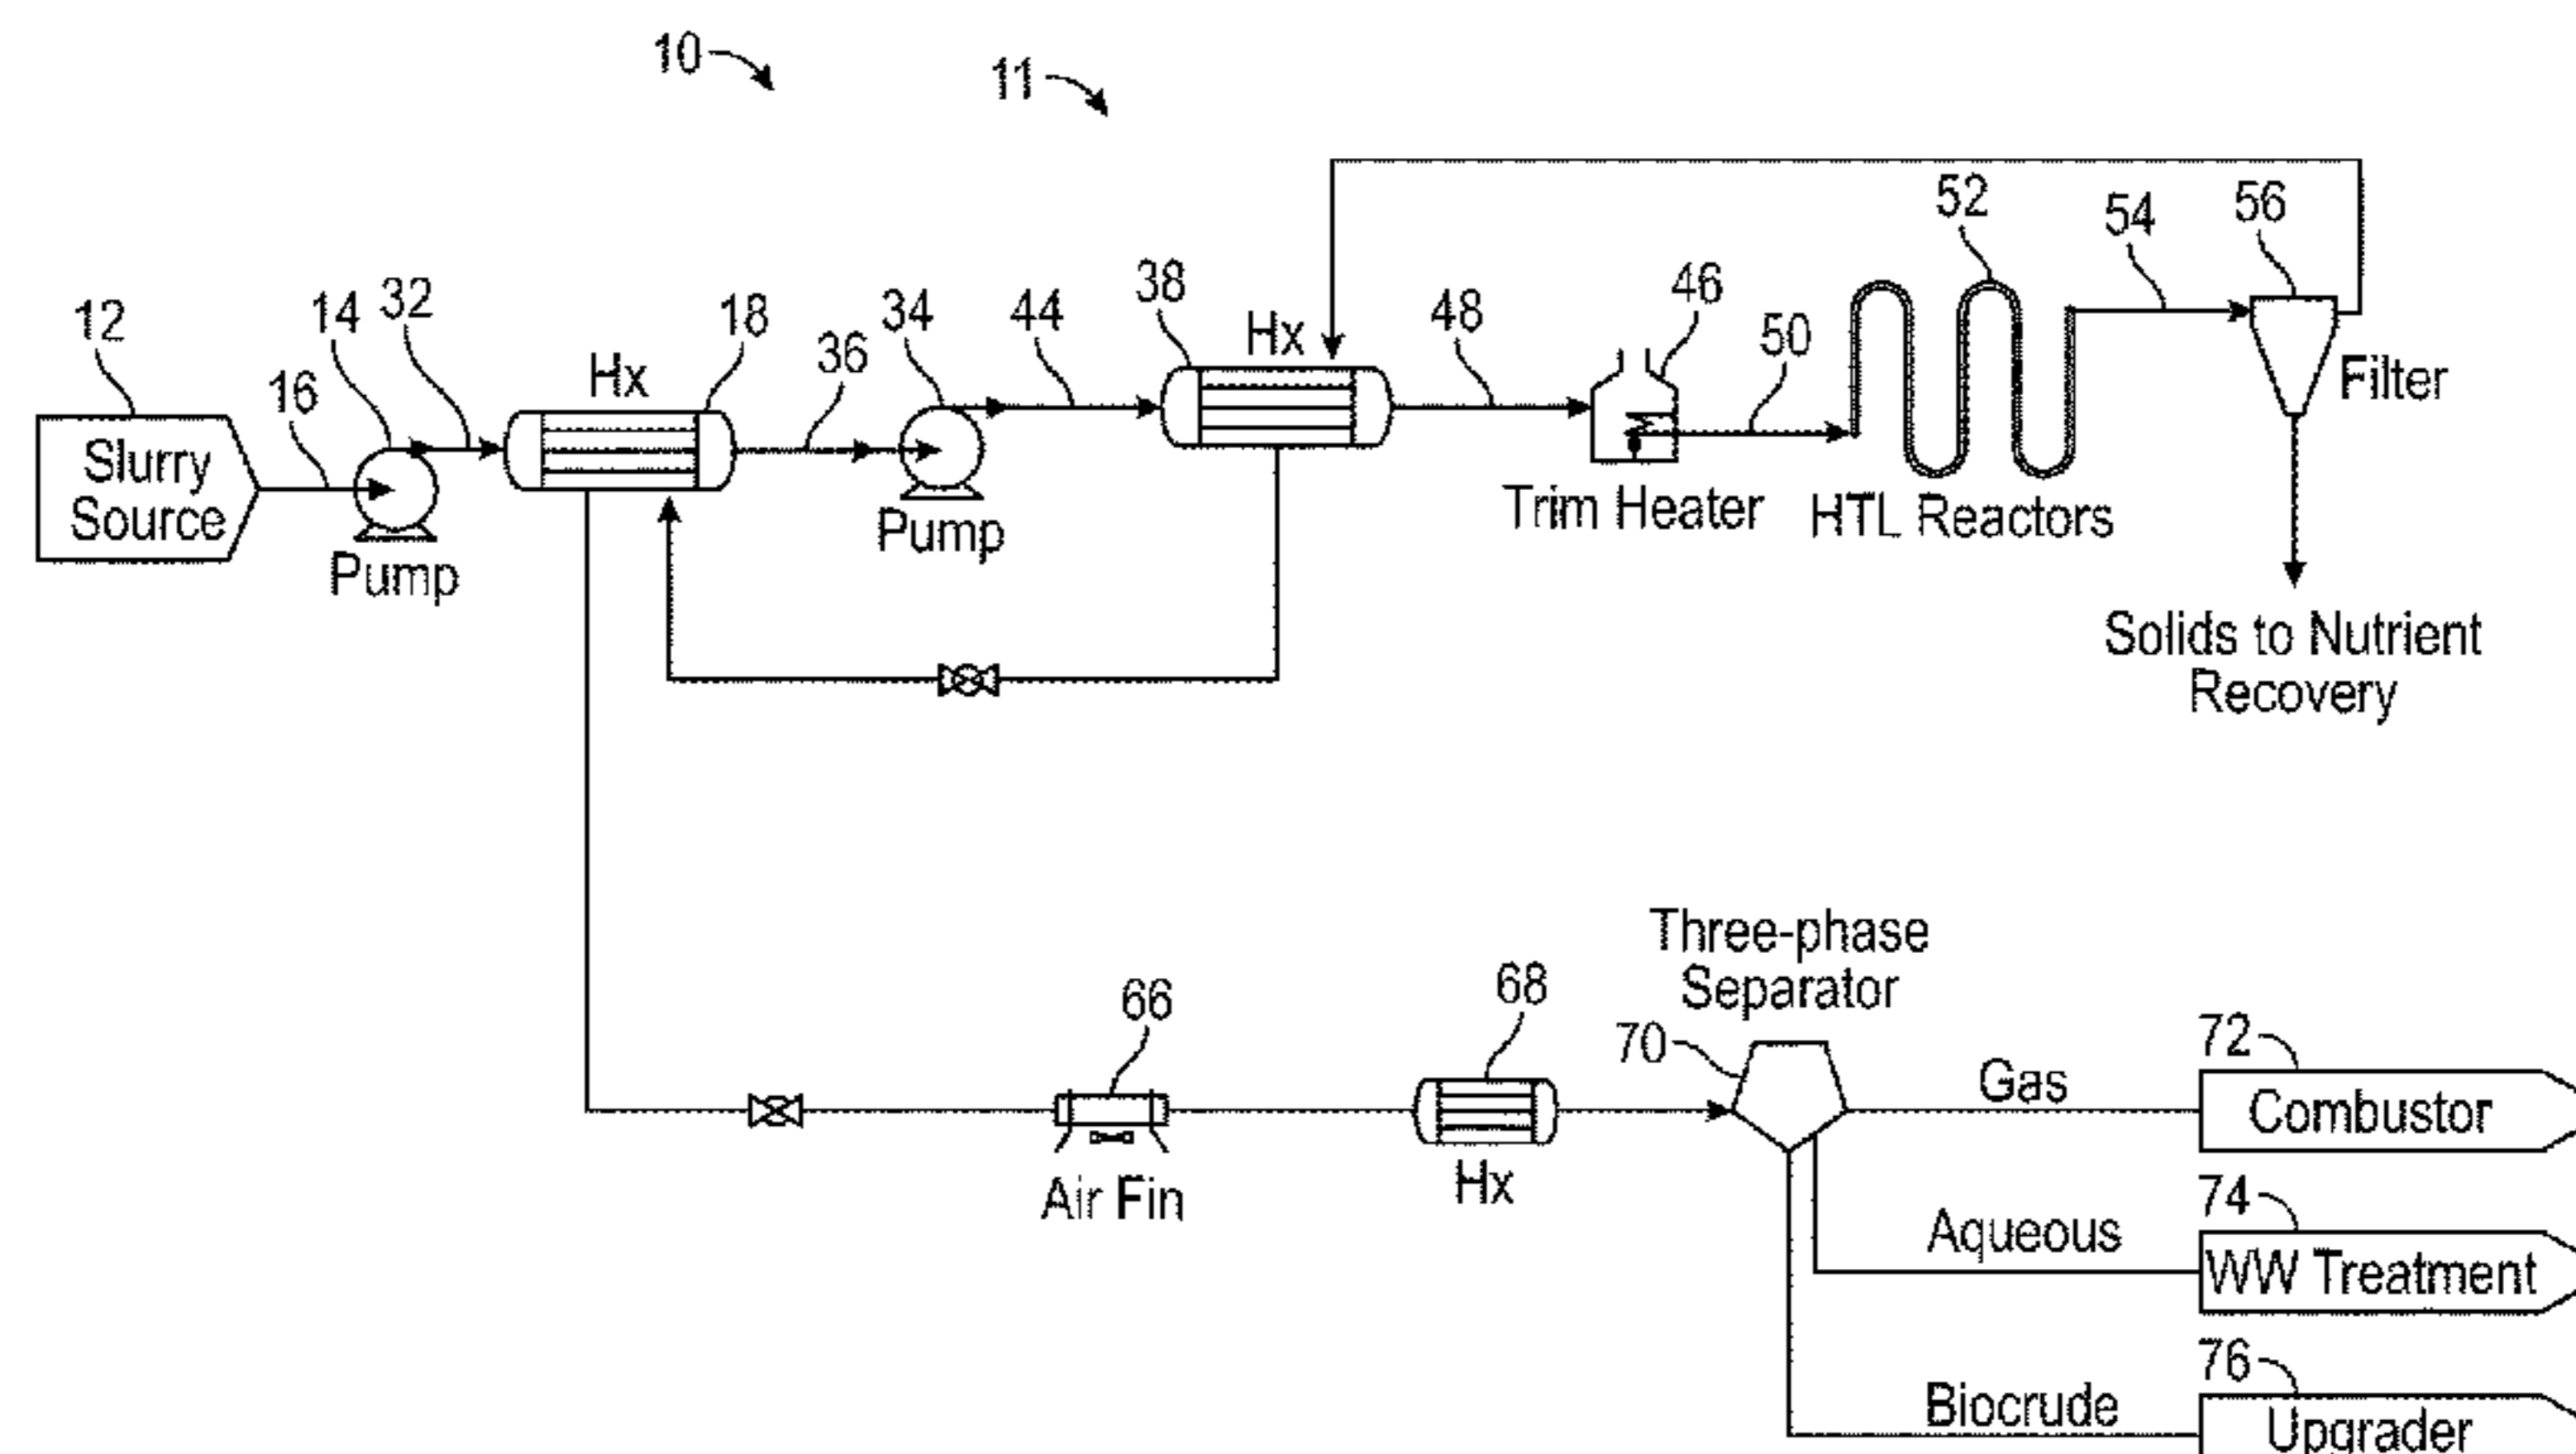 10
11
52
54
56
12
16
14
32
Hx
18
36
34
44
38
Hx
48
46
50
Slurry
Source
Pump
Pump
Trim Heater
HTL Reactors
Filter
Solids to Nutrient
Recovery
Three-phase
Separator
66
68
70
Gas
72
Combustor
Air Fin
Hx
Aqueous
74
WW Treatment
Biocrude
76
Upgrader